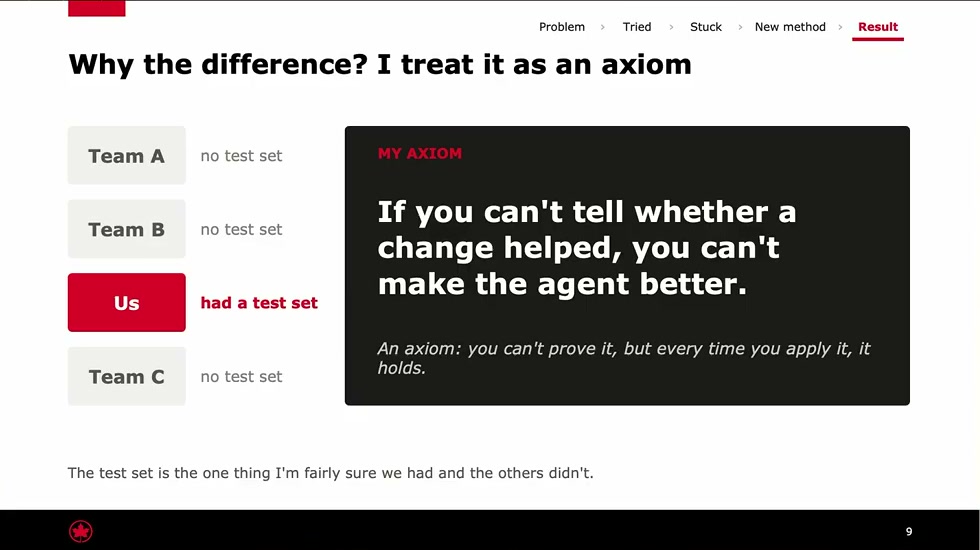 Problem › Tried › Stuck › New method › Result
Why the difference? I treat it as an axiom
Team A no test set
Team B no test set
Us had a test set
Team C no test set
MY AXIOM
If you can't tell whether a
change helped, you can't
make the agent better.
An axiom: you can't prove it, but every time you apply it, it
holds.
The test set is the one thing I'm fairly sure we had and the others didn't.
9